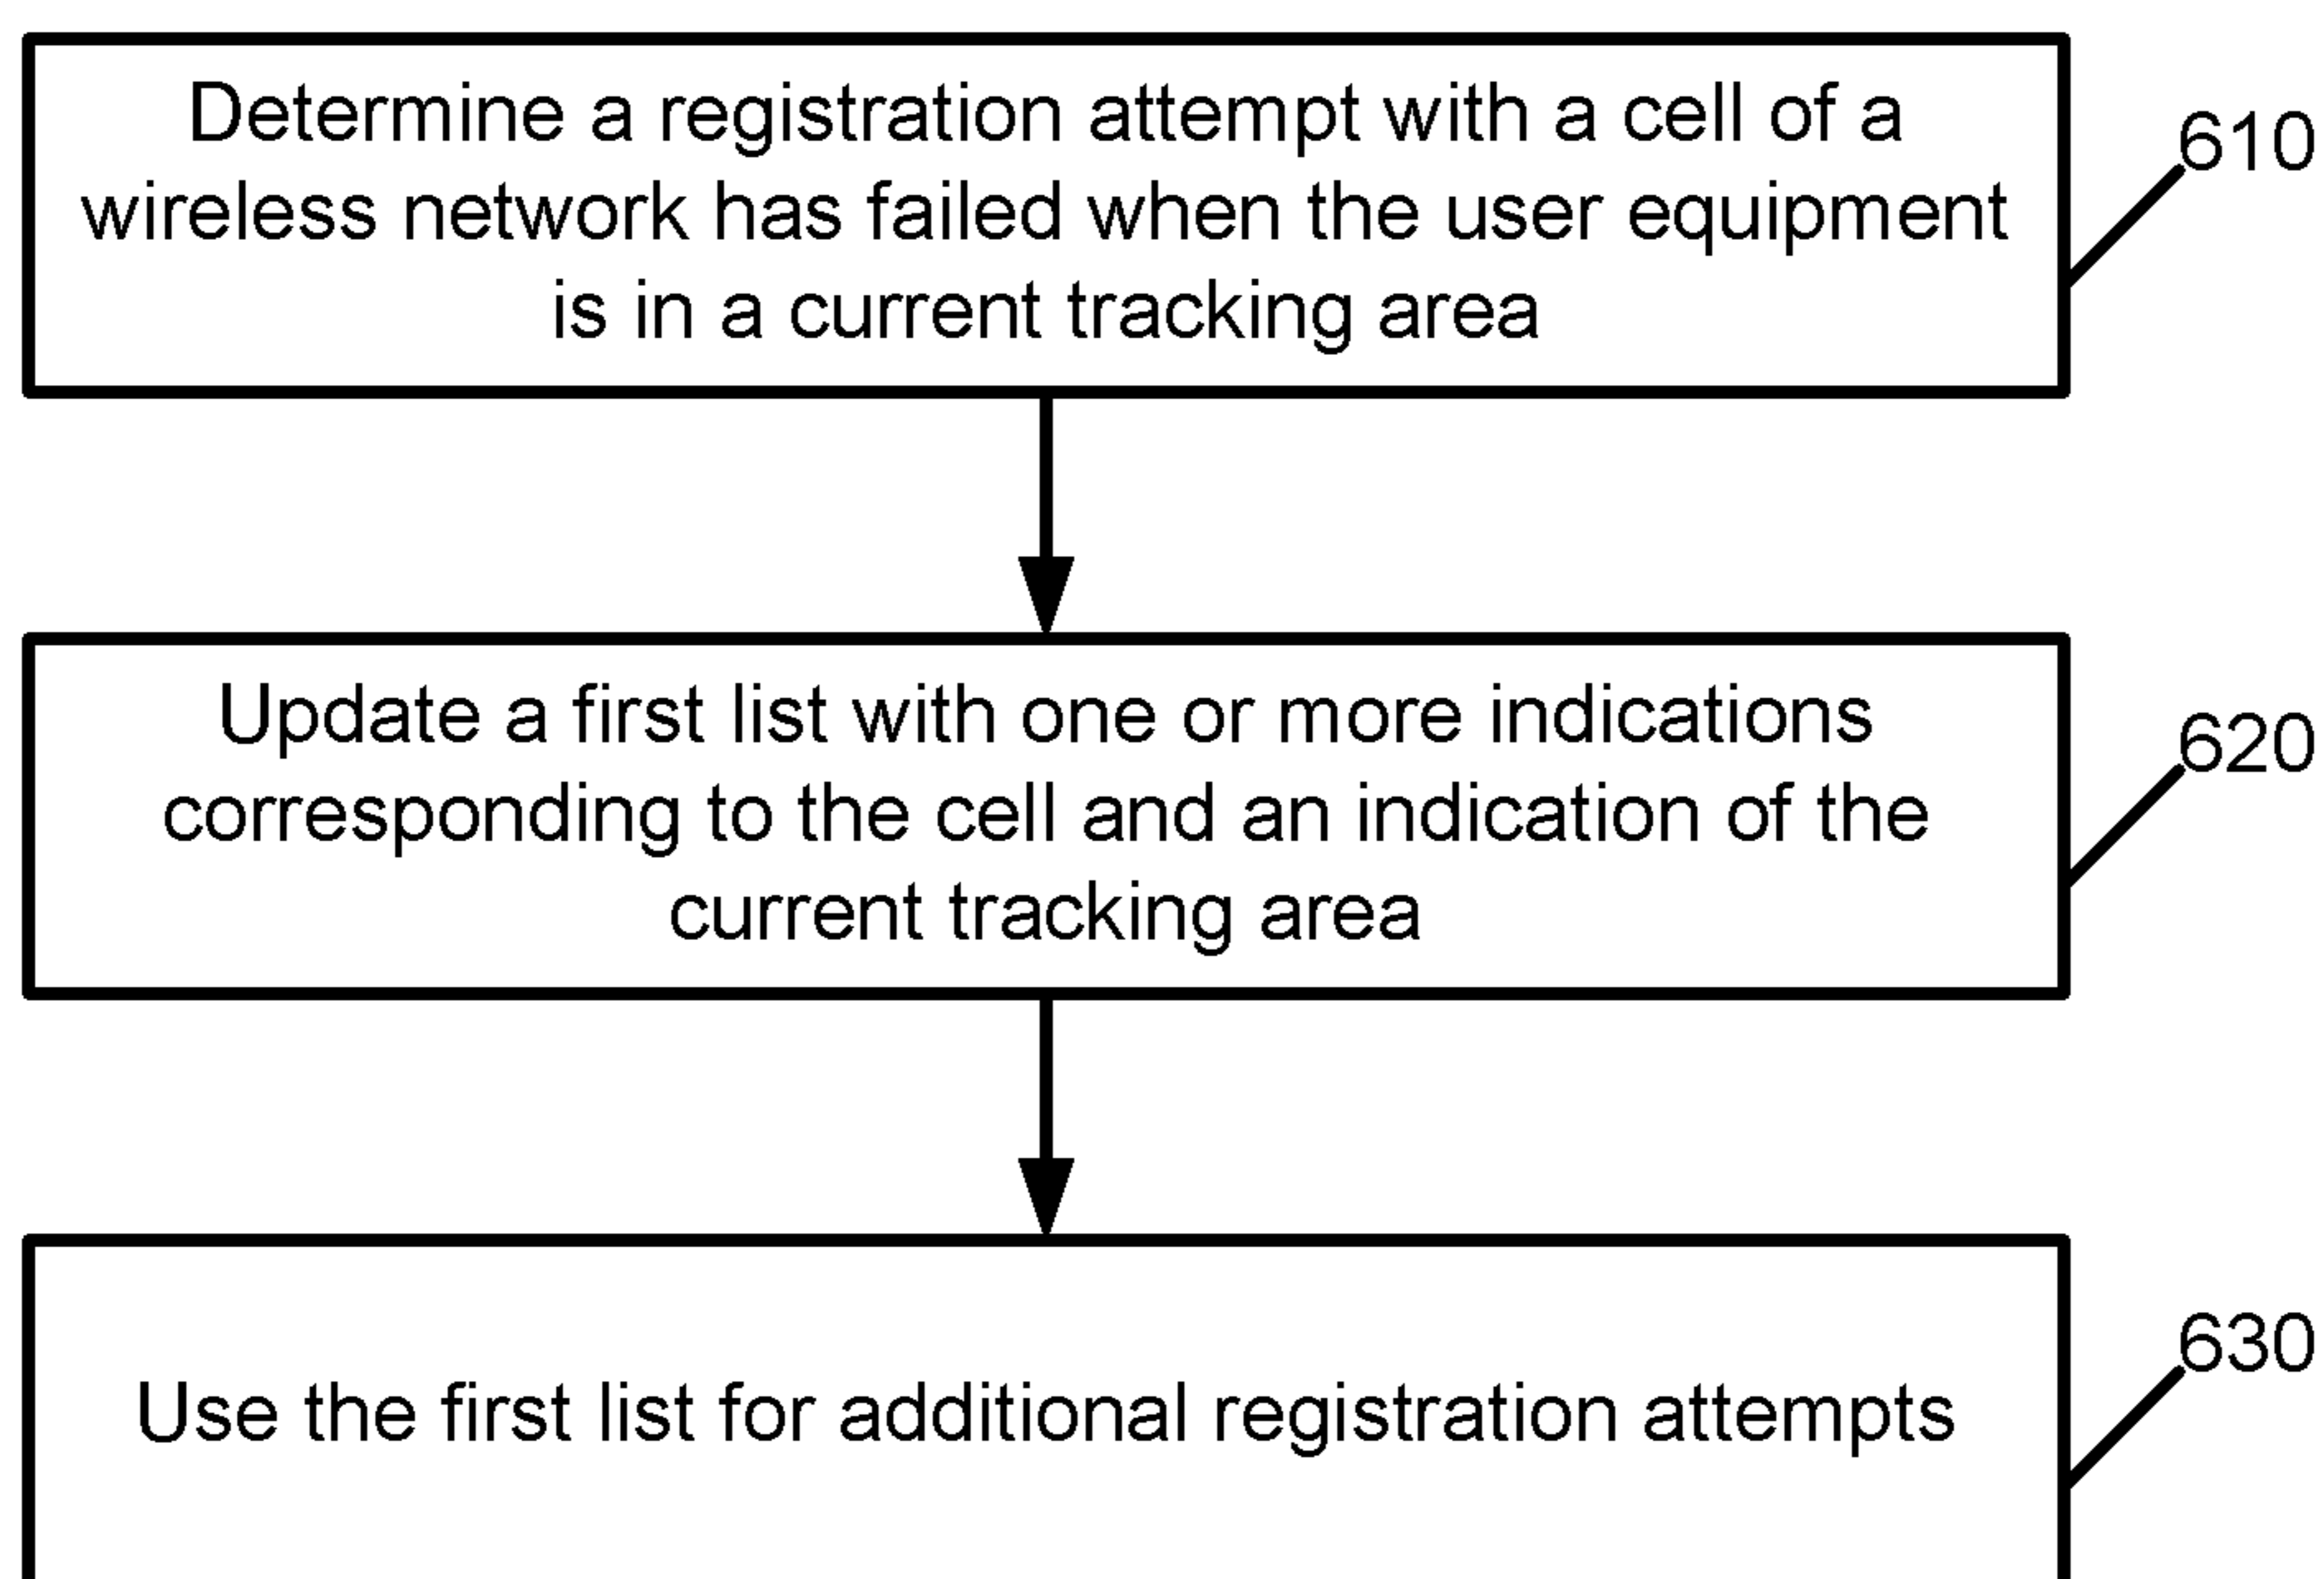 Determine a registration attempt with a cell of a
wireless network has failed when the user equipment
is in a current tracking area
610
Update a first list with one or more indications
corresponding to the cell and an indication of the
current tracking area
620
Use the first list for additional registration attempts
630